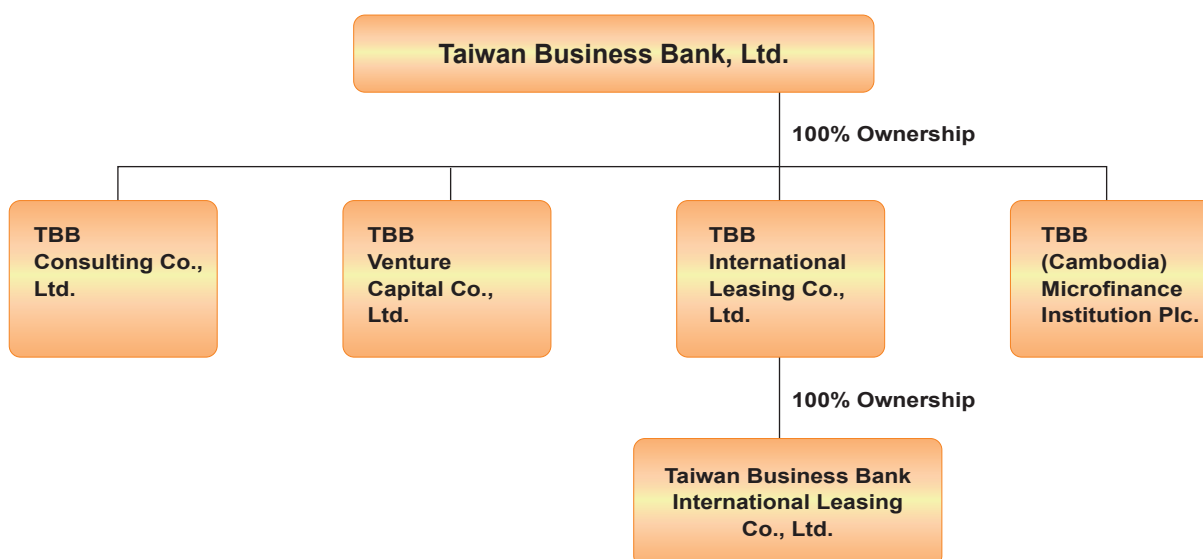 Taiwan Business Bank, Ltd.
100% Ownership
TBB
Consulting Co.,
Ltd.
TBB
Venture
Capital Co.,
Ltd.
TBB
International
Leasing Co.,
Ltd.
TBB
(Cambodia)
Microfinance
Institution Plc.
100% Ownership
Taiwan Business Bank
International Leasing
Co., Ltd.